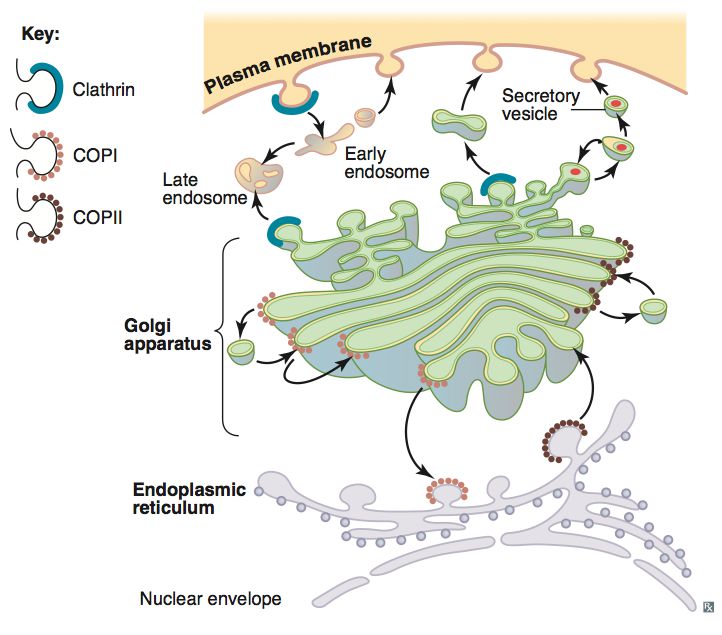 Key:
Clathrin
COPI
COPII
Plasma membrane
Secretory
vesicle
Early
endosome
Late
endosome
Golgi
apparatus
Endoplasmic
reticulum
Nuclear envelope